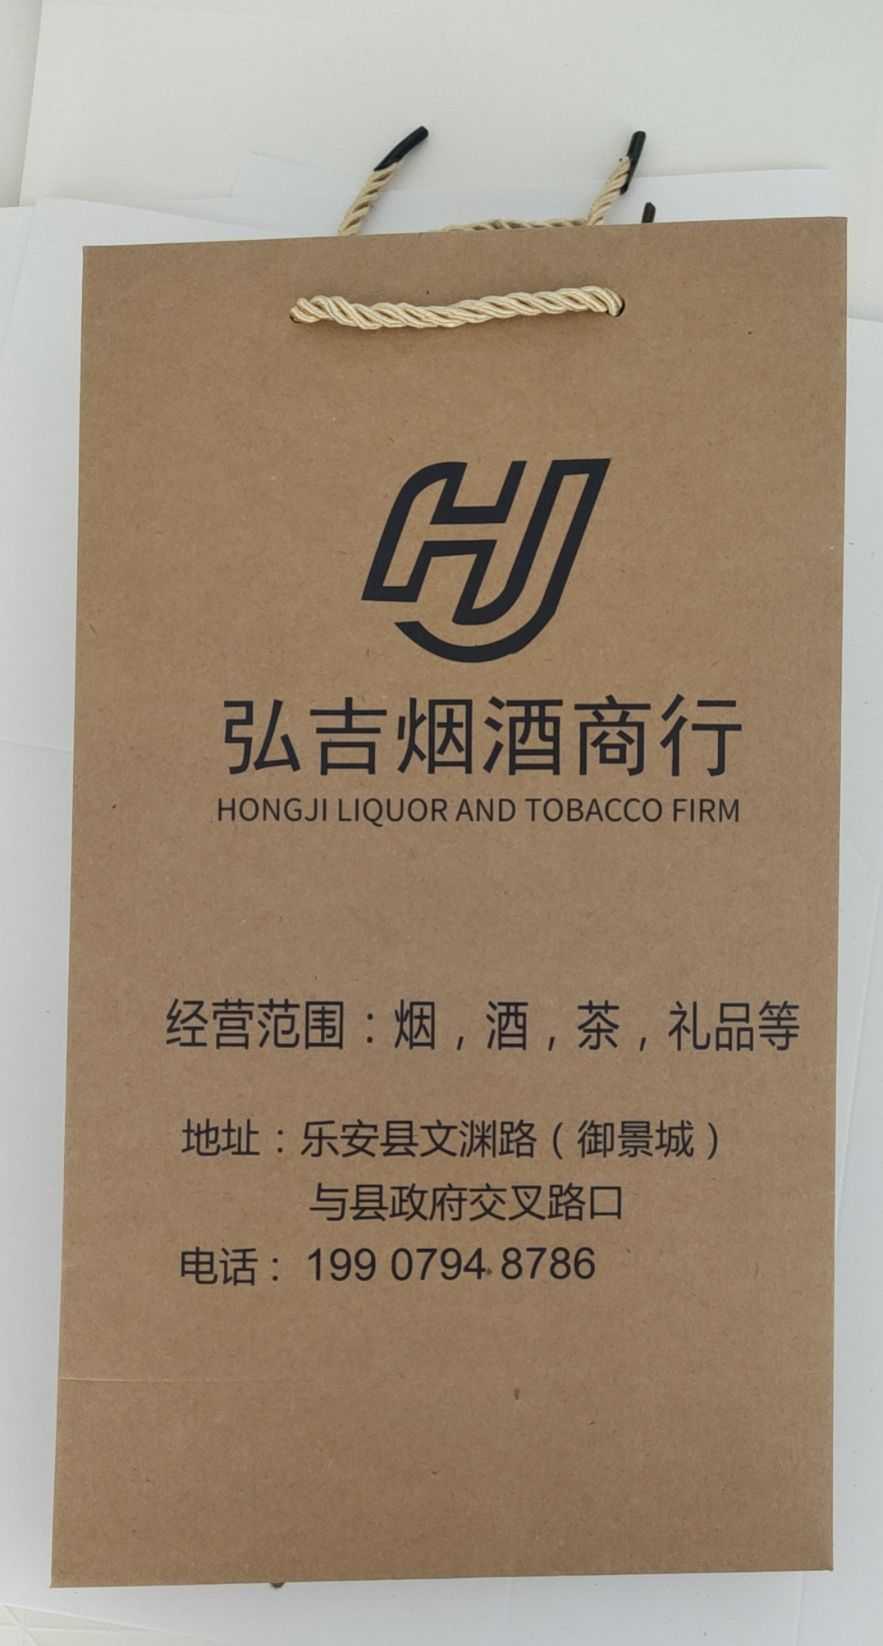 HJ
弘吉烟酒商行
HONGJI LIQUOR AND TOBACCO FIRM
经营范围：烟，酒，茶，礼品等
地址：乐安县文渊路（御景城）
与县政府交叉路口
电话：199 0794 8786